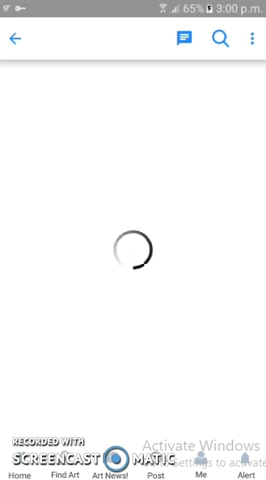 65% 3:00 p.m.
RECORDED WITH
SCREENCAST MATIC
Activate Windows
Settings to activate
Home Find Art Art News! Post Me Alert